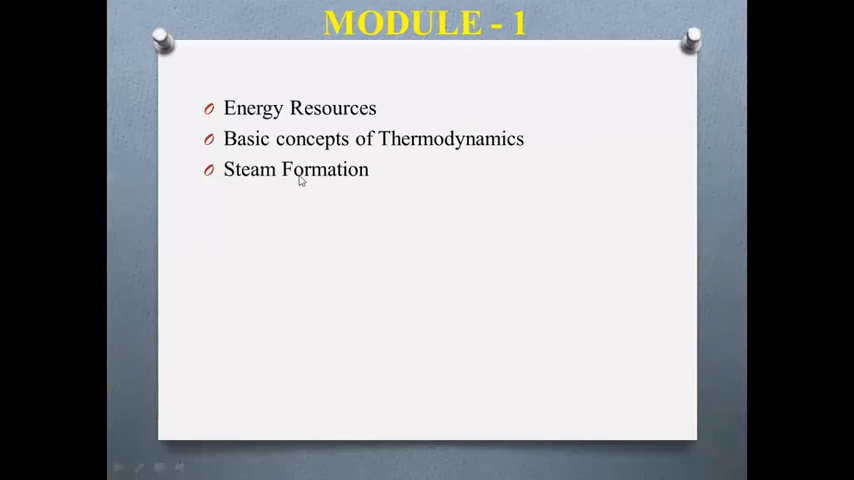 MODULE - 1
Energy Resources
Basic concepts of Thermodynamics
Steam Formation